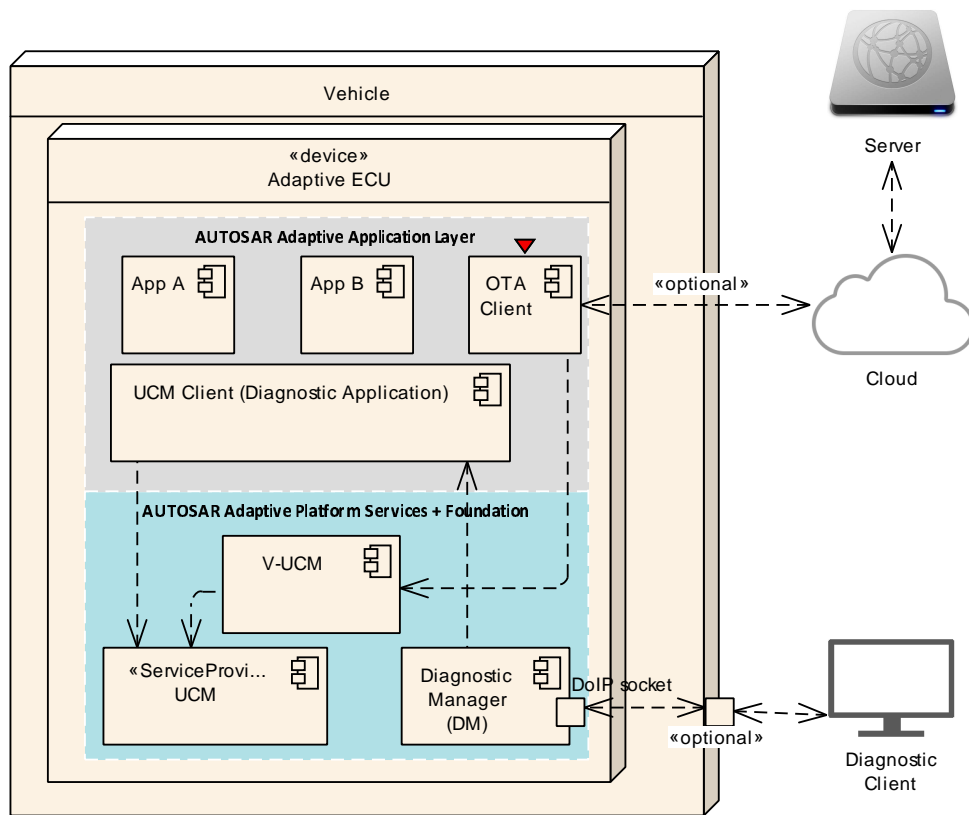 Vehicle
«device»
Adaptive ECU
AUTOSAR Adaptive Application Layer
App A
App B
OTA
Client
UCM Client (Diagnostic Application)
AUTOSAR Adaptive Platform Services + Foundation
V-UCM
«ServiceProvi...
UCM
Diagnostic
Manager
(DM)
DoIP socket
«optional»
Server
«optional»
Cloud
Diagnostic
Client